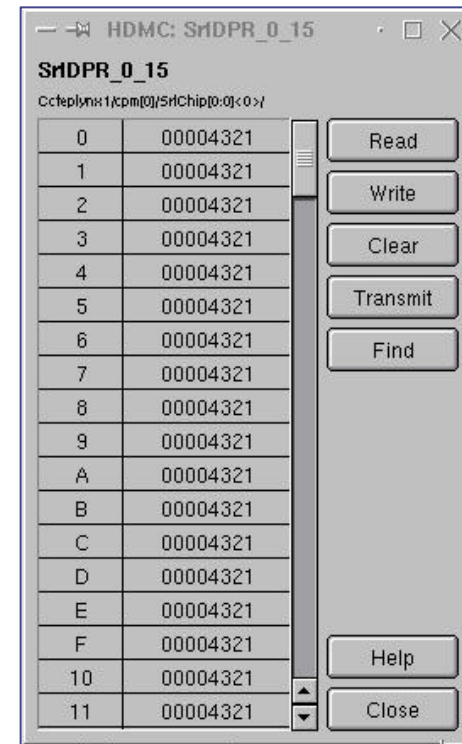 HDMC: SrlDPR_0_15
SrlDPR_0_15
Ccteplynx1/cpm[0]/SrlChip[0:0]<0>/
0 00004321
1 00004321
2 00004321
3 00004321
4 00004321
5 00004321
6 00004321
7 00004321
8 00004321
9 00004321
A 00004321
B 00004321
C 00004321
D 00004321
E 00004321
F 00004321
10 00004321
11 00004321
Read
Write
Clear
Transmit
Find
Help
Close